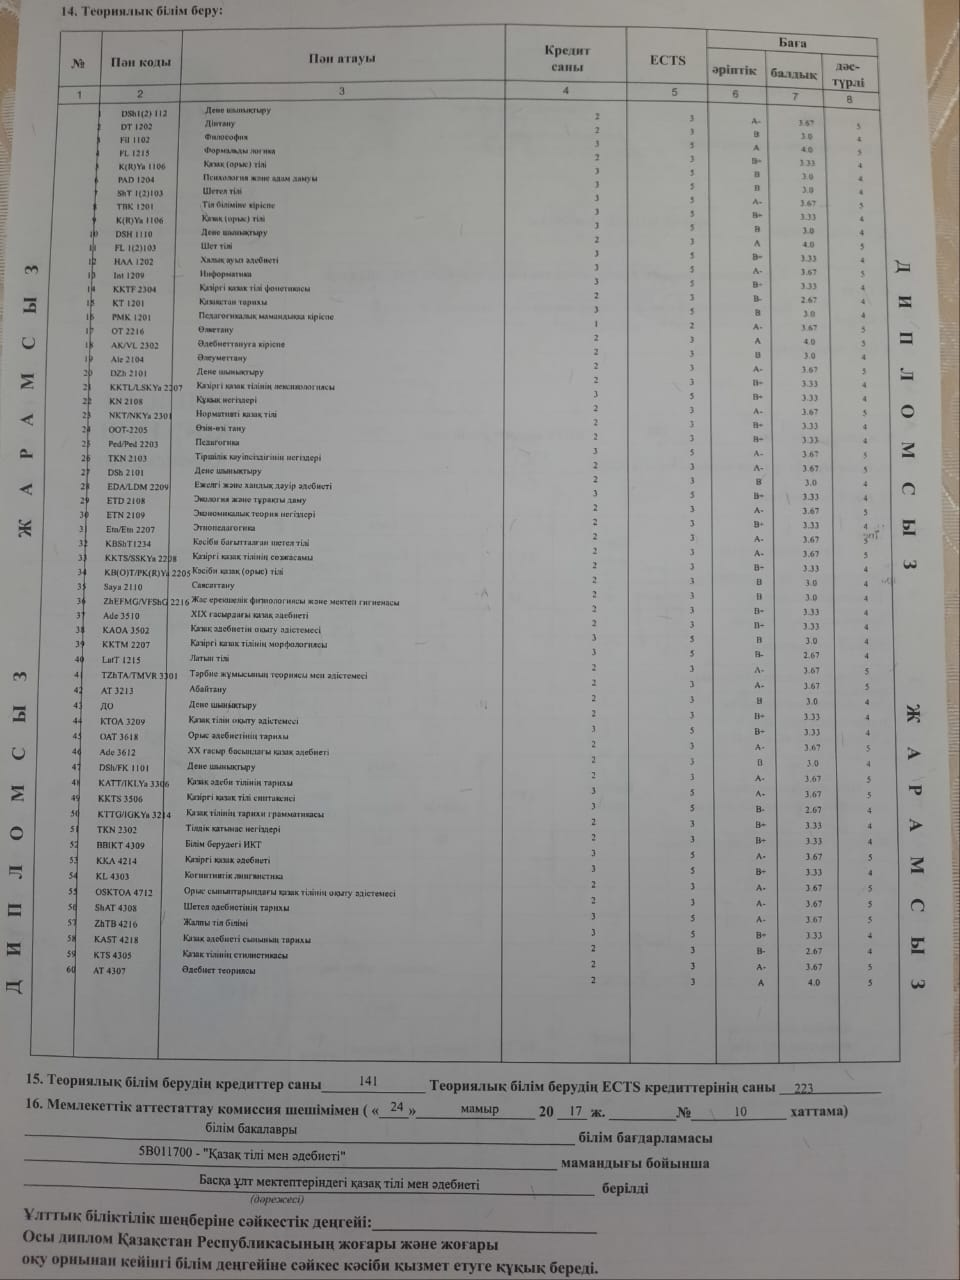 14. Теориялық білім беру:
№ Пән коды Пән атауы Кредит саны ECTS Баға
әріптік балдық дәс-түрлі
1 2 3 4 5 6 7 8
1 DSh1(2) 112 Дене шынықтыру 2 3 A- 3.67 5
2 DT 1202 Дінтану 2 3 B 3.0 4
3 Fil 1102 Философия 3 5 A 4.0 5
4 FL 1215 Формальды логика 2 3 B+ 3.33 4
5 K(R)Ya 1106 Қазақ (орыс) тілі 3 5 B 3.0 4
6 PAD 1204 Психология және адам дамуы 3 5 B 3.0 4
7 ShT 1(2)103 Шетел тілі 3 5 A- 3.67 5
8 TBK 1201 Тіл біліміне кіріспе 3 5 B+ 3.33 4
9 K(R)Ya 1106 Қазақ (орыс) тілі 3 5 B 3.0 4
10 DSH 1110 Дене шынықтыру 2 3 A 4.0 5
11 FL 1(2)103 Шет тілі 3 5 B+ 3.33 4
12 HAA 1202 Халық ауыз әдебиеті 3 5 A- 3.67 5
13 Int 1209 Информатика 3 5 B+ 3.33 4
14 KKTF 2304 Қазіргі қазақ тілі фонетикасы 2 3 B- 2.67 4
15 KT 1201 Қазақстан тарихы 3 5 B 3.0 4
16 PMK 1201 Педагогикалық мамандыққа кіріспе 1 2 A- 3.67 5
17 OT 2216 Өлкетану 2 3 A 4.0 5
18 AK/VL 2302 Әдебиеттануға кіріспе 2 3 B 3.0 4
19 Ale 2104 Әлеуметтану 2 3 A- 3.67 5
20 DZh 2101 Дене шынықтыру 2 3 B+ 3.33 4
21 KKTL/LSKYa 2207 Қазіргі қазақ тілінің лексикологиясы 3 5 B+ 3.33 4
22 KN 2108 Құқық негіздері 2 3 A- 3.67 5
23 NKT/NKYa 2301 Нормативті қазақ тілі 2 3 B+ 3.33 4
24 OOT-2205 Өзін-өзі тану 2 3 B+ 3.33 4
25 Ped/Ped 2203 Педагогика 3 5 A- 3.67 5
26 TKN 2103 Тіршілік қауіпсіздігінің негіздері 2 3 A- 3.67 5
27 DSh 2101 Дене шынықтыру 2 3 B 3.0 4
28 EDA/LDM 2209 Ежелгі және хандық дәуір әдебиеті 3 5 B+ 3.33 4
29 ETD 2108 Экология және тұрақты даму 2 3 A- 3.67 5
30 ETN 2109 Экономикалық теория негіздері 2 3 B+ 3.33 4
31 Etn/Etn 2207 Этнопедагогика 2 3 A- 3.67 5
32 KBShT1234 Кәсіби бағытталған шетел тілі 2 3 A- 3.67 5
33 KKTS/SSKYa 2208 Қазіргі қазақ тілінің сөзжасамы 2 3 B+ 3.33 4
34 KB(O)T/PK(R)Ya 2205 Кәсіби қазақ (орыс) тілі 2 3 B 3.0 4
35 Saya 2110 Саясаттану 2 3 B 3.0 4
36 ZhEFMG/VFShG 2216 Жас ерекшелік физиологиясы және мектеп гигиенасы 2 3 B+ 3.33 4
37 Ade 3510 XIX ғасырдағы қазақ әдебиеті 2 3 B+ 3.33 4
38 KAOA 3502 Қазақ әдебиетін оқыту әдістемесі 3 5 B 3.0 4
39 KKTM 2207 Қазіргі қазақ тілінің морфологиясы 3 5 B- 2.67 4
40 LatT 1215 Латын тілі 2 3 A- 3.67 5
41 TZhTA/TMVR 3301 Тәрбие жұмысының теориясы мен әдістемесі 2 3 A- 3.67 5
42 AT 3213 Абайтану 2 3 B 3.0 4
43 ДО Дене шынықтыру 2 3 B+ 3.33 4
44 KTOA 3209 Қазақ тілін оқыту әдістемесі 3 5 B+ 3.33 4
45 OAT 3618 Орыс әдебиетінің тарихы 2 3 A- 3.67 5
46 Ade 3612 XX ғасыр басындағы қазақ әдебиеті 2 3 B 3.0 4
47 DSh/FK 1101 Дене шынықтыру 2 3 A- 3.67 5
48 KATT/IKLYa 3306 Қазақ әдеби тілінің тарихы 3 5 A- 3.67 5
49 KKTS 3506 Қазіргі қазақ тілі синтаксисі 3 5 B- 2.67 4
50 KTTG/IGKYa 3214 Қазақ тілінің тарихи грамматикасы 2 3 B+ 3.33 4
51 TKN 2302 Тілдік қатынас негіздері 2 3 B+ 3.33 4
52 BBIKT 4309 Білім берудегі ИКТ 3 5 A- 3.67 5
53 KKA 4214 Қазіргі қазақ әдебиеті 3 5 B+ 3.33 4
54 KL 4303 Когнитивтік лингвистика 2 3 A- 3.67 5
55 OSKTOA 4712 Орыс сыныптарындағы қазақ тілінің оқыту әдістемесі 2 3 A- 3.67 5
56 ShAT 4308 Шетел әдебиетінің тарихы 3 5 A- 3.67 5
57 ZhTB 4216 Жалпы тіл білімі 3 5 B+ 3.33 4
58 KAST 4218 Қазақ әдебиеті сынының тарихы 2 3 B- 2.67 4
59 KTS 4305 Қазақ тілінің стилистикасы 2 3 A- 3.67 5
60 AT 4307 Әдебиет теориясы 2 3 A 4.0 5
ДИПЛОМСЫЗ ЖАРАМСЫЗ
ДИПЛОМСЫЗ ЖАРАМСЫЗ
15. Теориялық білім берудің кредиттер саны 141 Теориялық білім берудің ECTS кредиттерінің саны 223
16. Мемлекеттік аттестаттау комиссия шешімімен ( « 24 » мамыр 20 17 ж. № 10 хаттама)
білім бакалавры білім бағдарламасы
5B011700 - "Қазақ тілі мен әдебиеті" мамандығы бойынша
Басқа ұлт мектептеріндегі қазақ тілі мен әдебиеті берілді
(дәрежесі)
Ұлттық біліктілік шеңберіне сәйкестік деңгейі:
Осы диплом Қазақстан Республикасының жоғары және жоғары
оқу орнынан кейінгі білім деңгейіне сәйкес кәсіби қызмет етуге құқық береді.